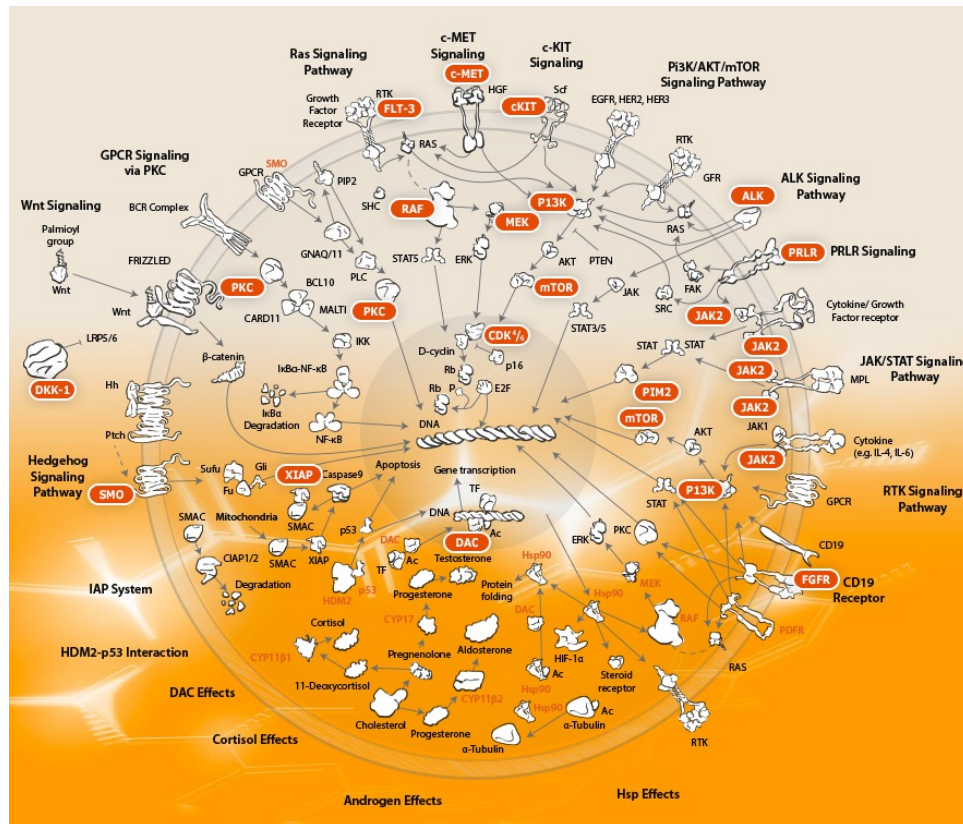 Ras Signaling
Pathway
c-MET
Signaling
c-MET
c-KIT
Signaling
Pi3K/AKT/mTOR
Signaling Pathway
RTK
FLT-3
Growth
Factor
Receptor
HGF
cKIT
Scf
EGFR, HER2, HER3
RTK
GFR
GPCR Signaling
via PKC
SMO
GPCR
PIP2
RAS
SHC
RAF
MEK
P13K
RAS
ALK Signaling
Pathway
ALK
Wnt Signaling
Palmioyl
group
Wnt
BCR Complex
FRIZZLED
Wnt
PKC
GNAQ/11
PLC
BCL10
CARD11
MALTI
PKC
STAT5
ERK
AKT
PTEN
mTOR
JAK
STAT3/5
FAK
SRC
PRLR
PRLR Signaling
JAK2
Cytokine/ Growth
Factor receptor
LRP5/6
DKK-1
β-catenin
IKK
IκBα-NF-κB
IκBα
Degradation
NF-κB
D-cyclin
CDK⁴/₆
p16
Rb
Rb
P
E2F
DNA
STAT
STAT
JAK2
JAK2
PIM2
mTOR
JAK2
JAK1
AKT
MPL
JAK/STAT Signaling
Pathway
Hh
Ptch
Hedgehog
Signaling
Pathway
SMO
Sufu
Fu
Gli
XIAP
Caspase9
SMAC
Apoptosis
Gene transcription
TF
DNA
Ac
DAC
JAK2
Cytokine
(e.g. IL-4, IL-6)
P13K
STAT
GPCR
RTK Signaling
Pathway
SMAC
Mitochondria
SMAC
XIAP
p53
CIAP1/2
Degradation
IAP System
DAC
TF
Ac
HDM2
p53
Testosterone
Progesterone
Protein
folding
Hsp90
ERK
PKC
CD19
FGFR
CD19
Receptor
MEK
RAF
PDFR
RAS
HDM2-p53 Interaction
Cortisol
CYP11β1
CYP17
Pregnenolone
Aldosterone
DAC
Hsp90
HIF-1α
Steroid
receptor
Ac
DAC Effects
11-Deoxycortisol
CYP11β2
Cholesterol
Progesterone
Hsp90
Hsp90
Ac
α-Tubulin
α-Tubulin
RTK
Cortisol Effects
Androgen Effects
Hsp Effects